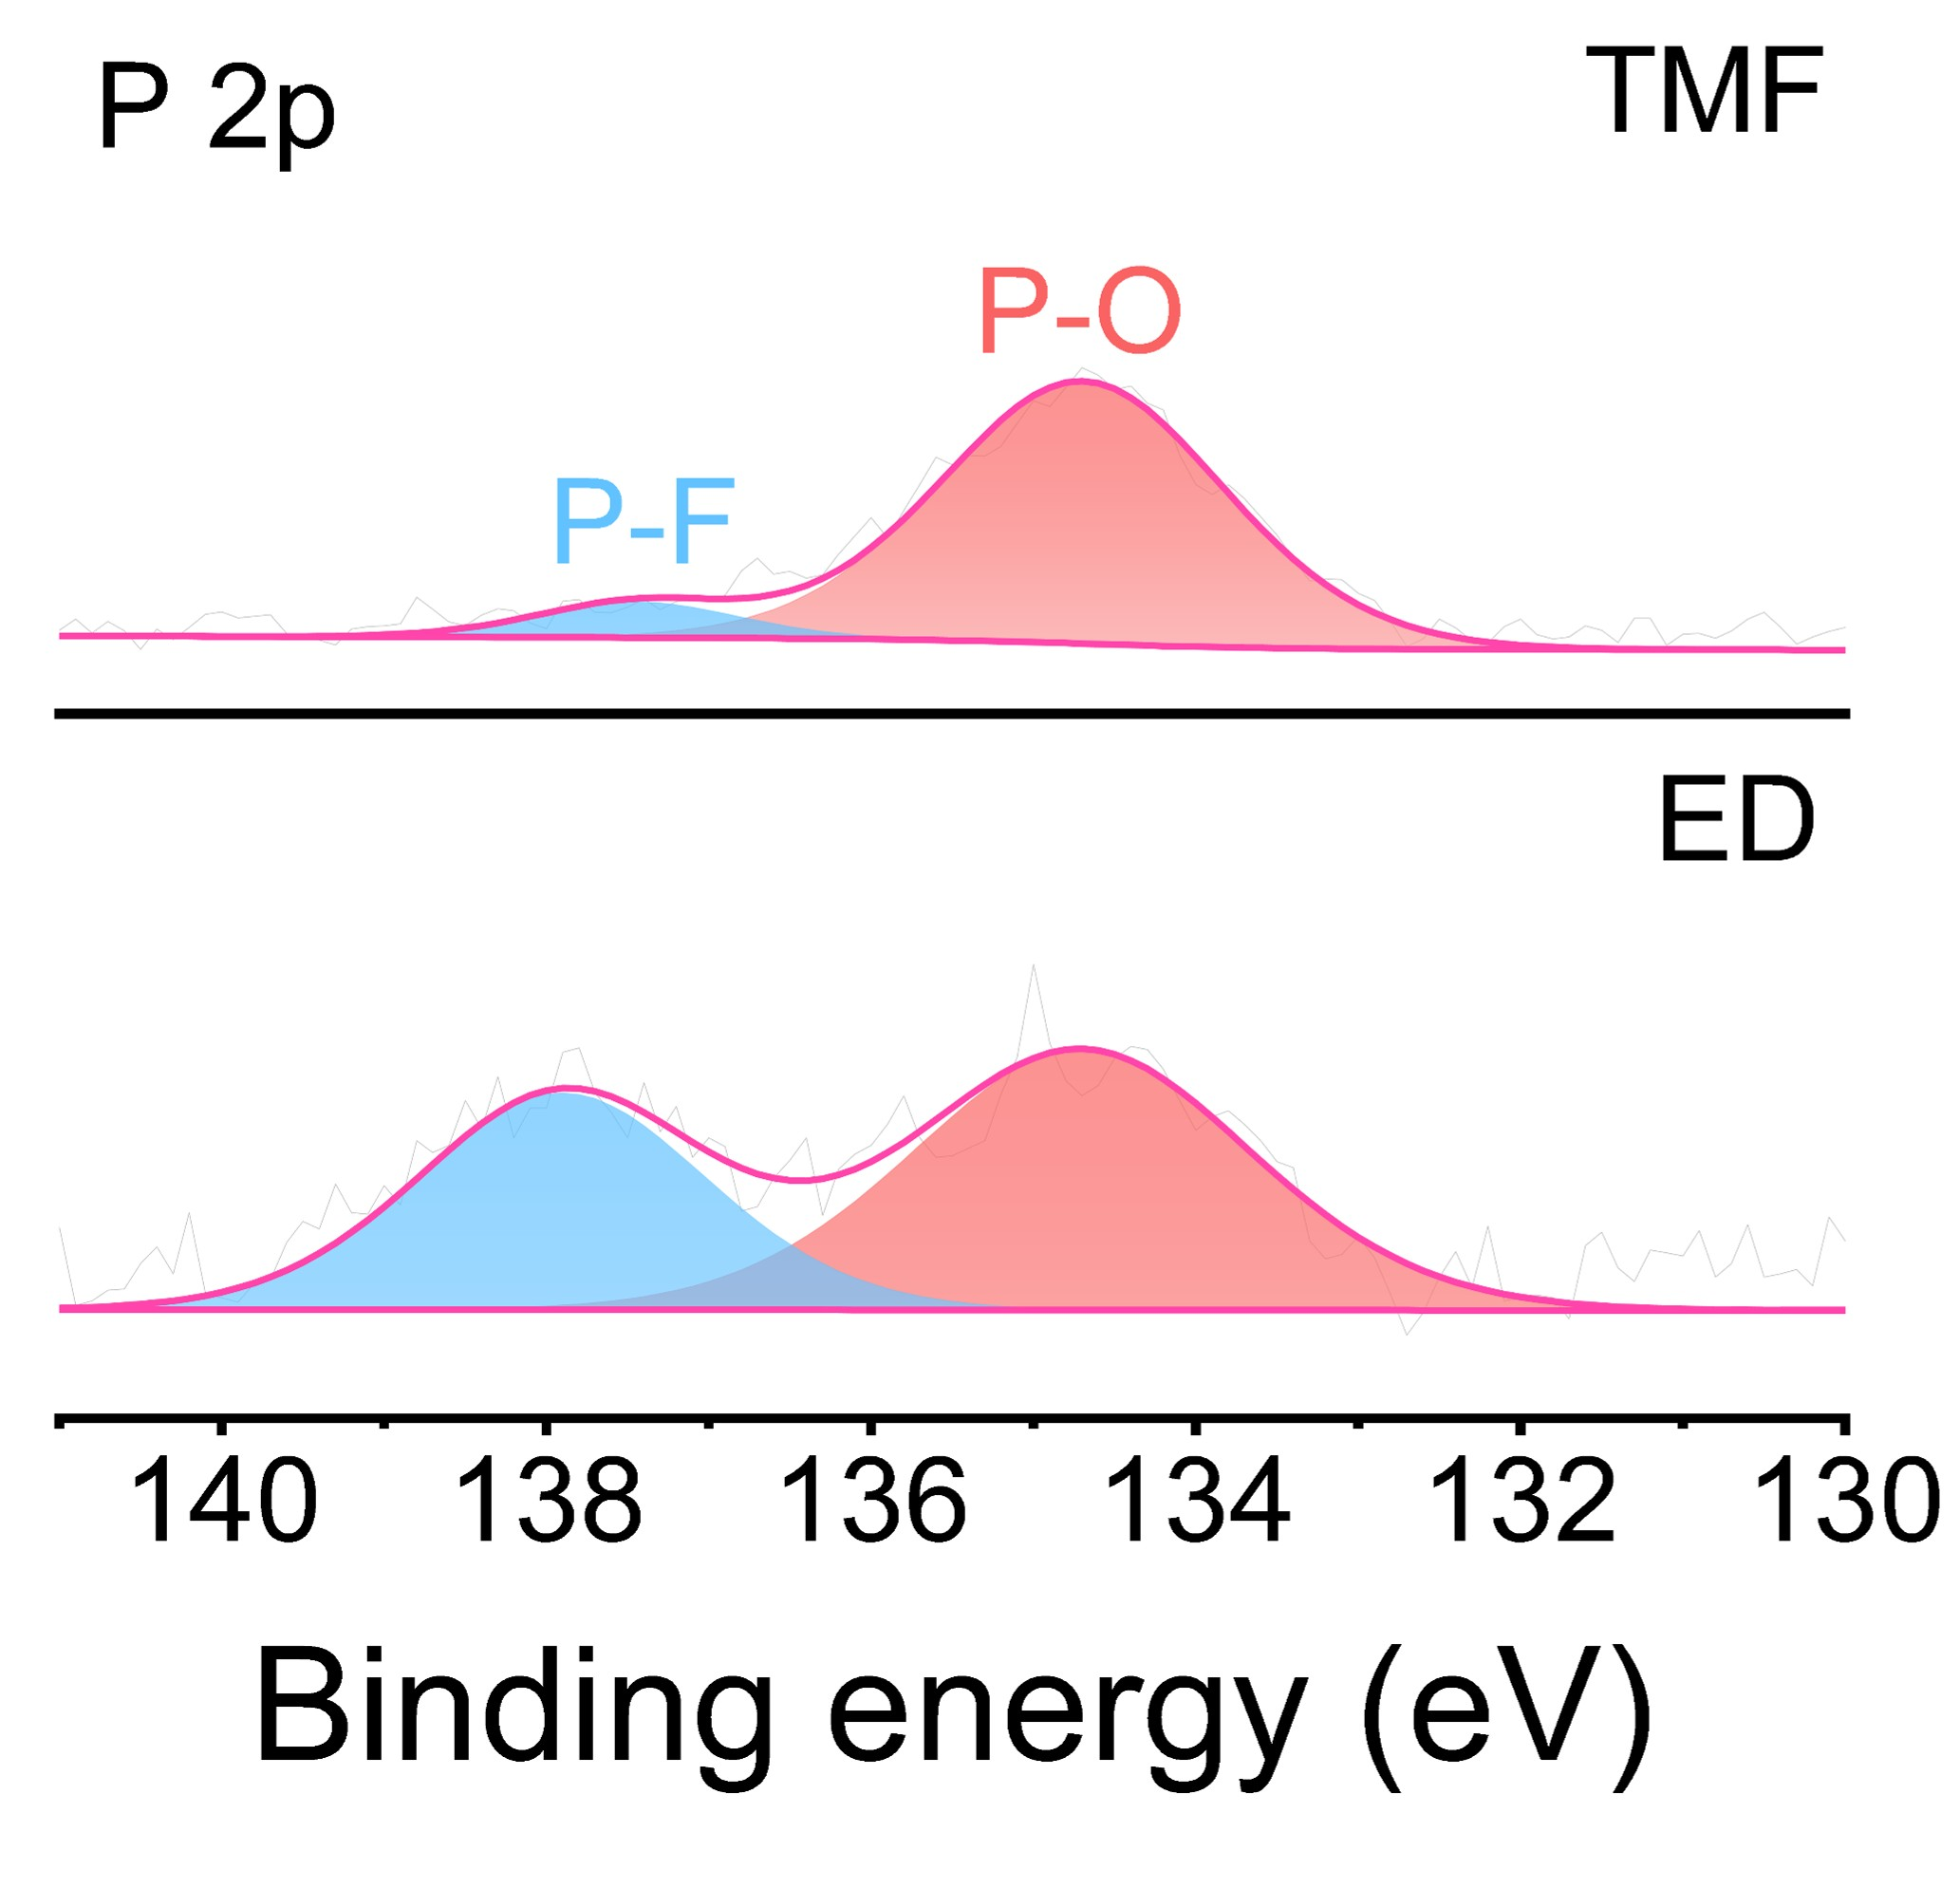 P 2p
TMF
P-O
P-F
ED
140 138 136 134 132 130
Binding energy (eV)